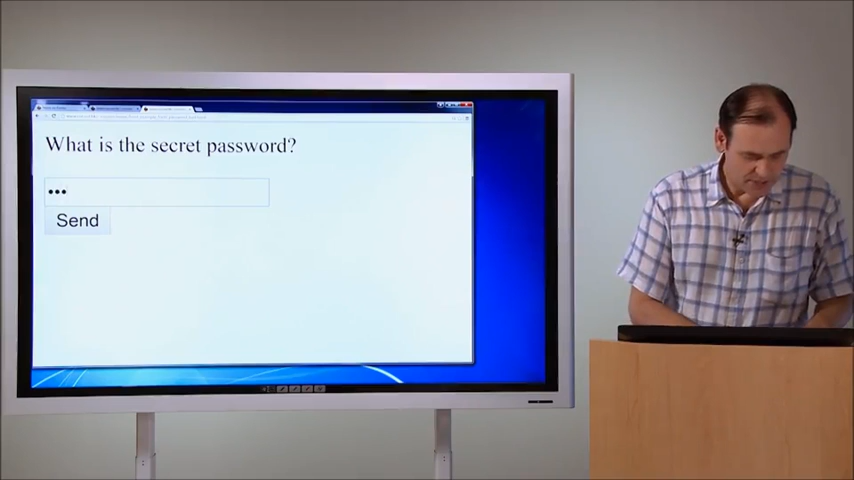 What is the secret password?
•••
Send